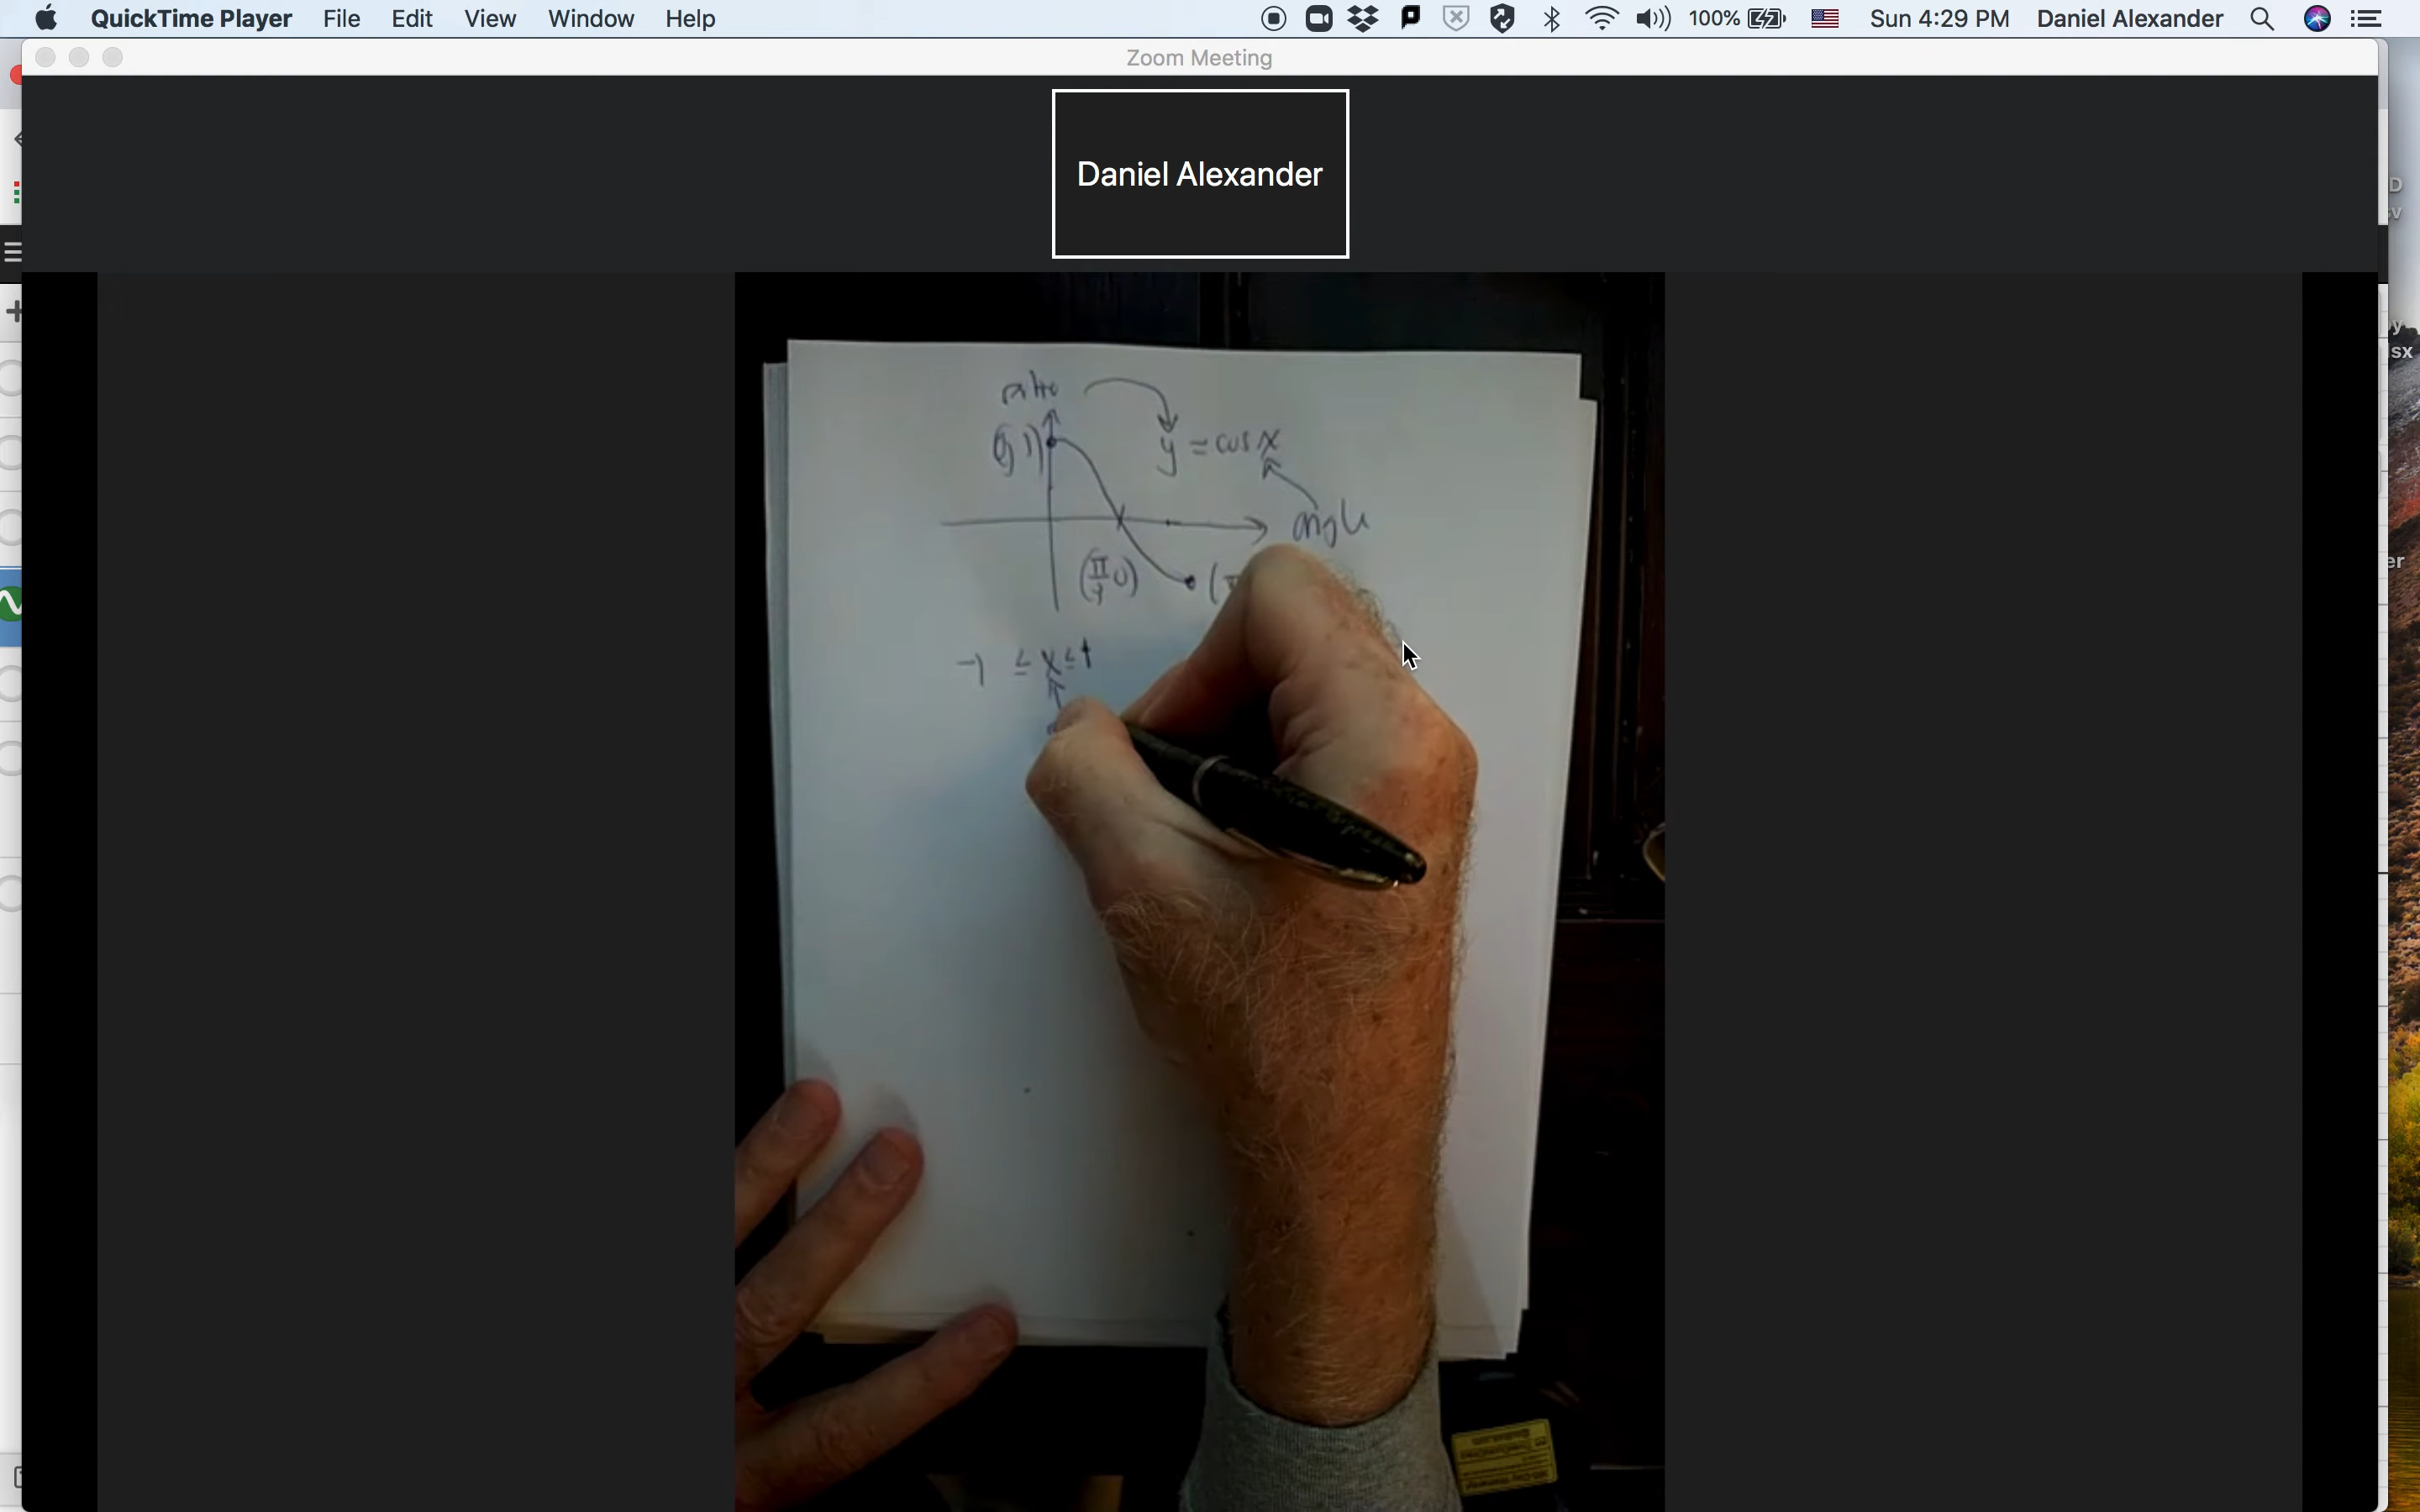 QuickTime Player File Edit View Window Help 100% Sun 4:29 PM Daniel Alexander
Zoom Meeting
Daniel Alexander
ratio
(0, 1)
y = cos x
angle
(π/2 0)
(π
-1 ≤ x ≤ 1